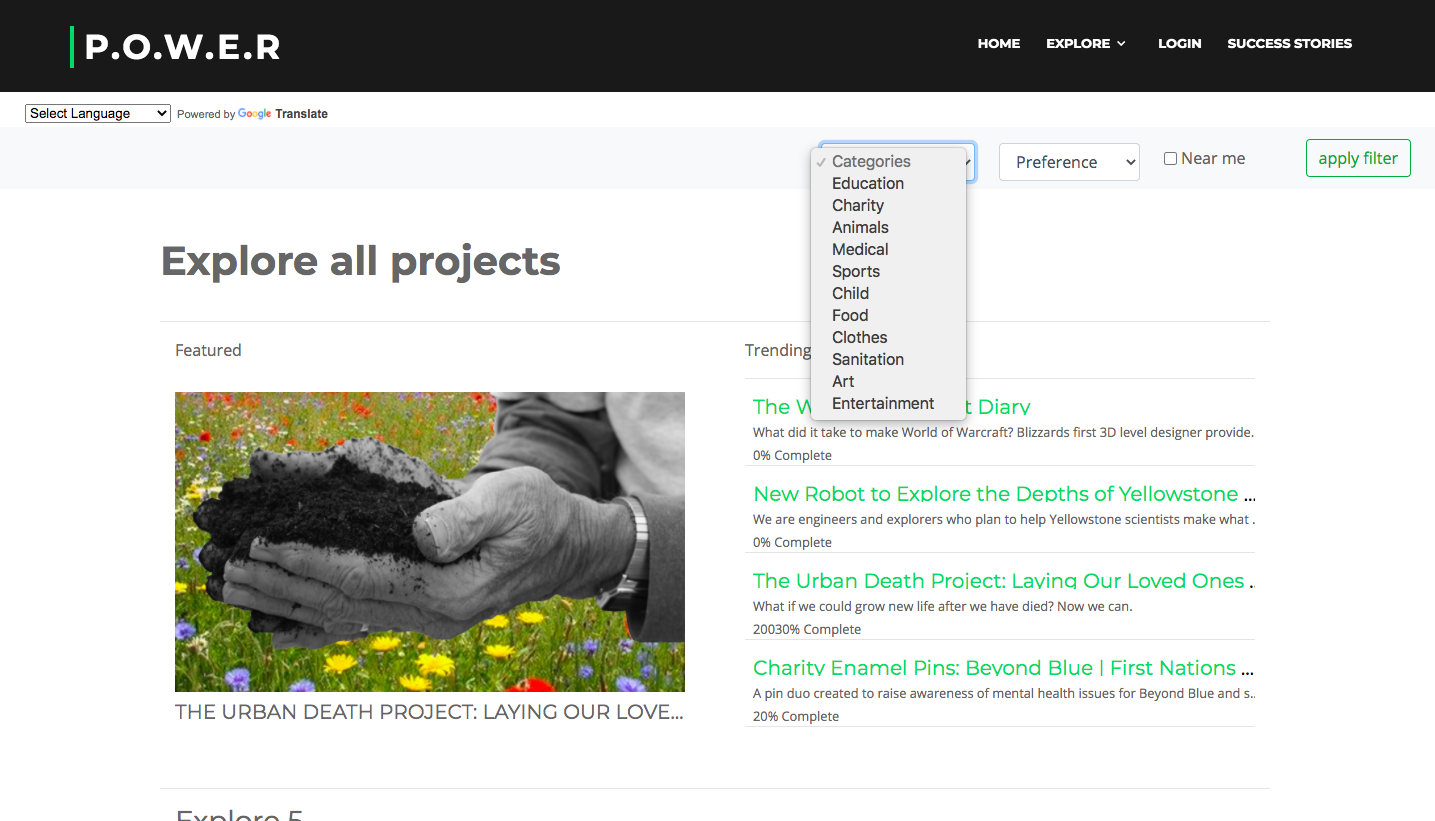 P.O.W.E.R
HOME EXPLORE LOGIN SUCCESS STORIES
Select Language Powered by Google Translate
Categories
Education
Charity
Animals
Medical
Sports
Child
Food
Clothes
Sanitation
Art
Entertainment
Preference
Near me
apply filter
Explore all projects
Featured
THE URBAN DEATH PROJECT: LAYING OUR LOVE...
Trending
The W t Diary
What did it take to make World of Warcraft? Blizzards first 3D level designer provide.
0% Complete
New Robot to Explore the Depths of Yellowstone ...
We are engineers and explorers who plan to help Yellowstone scientists make what .
0% Complete
The Urban Death Project: Laying Our Loved Ones .
What if we could grow new life after we have died? Now we can.
20030% Complete
Charity Enamel Pins: Beyond Blue | First Nations ...
A pin duo created to raise awareness of mental health issues for Beyond Blue and s..
20% Complete
Explore 5